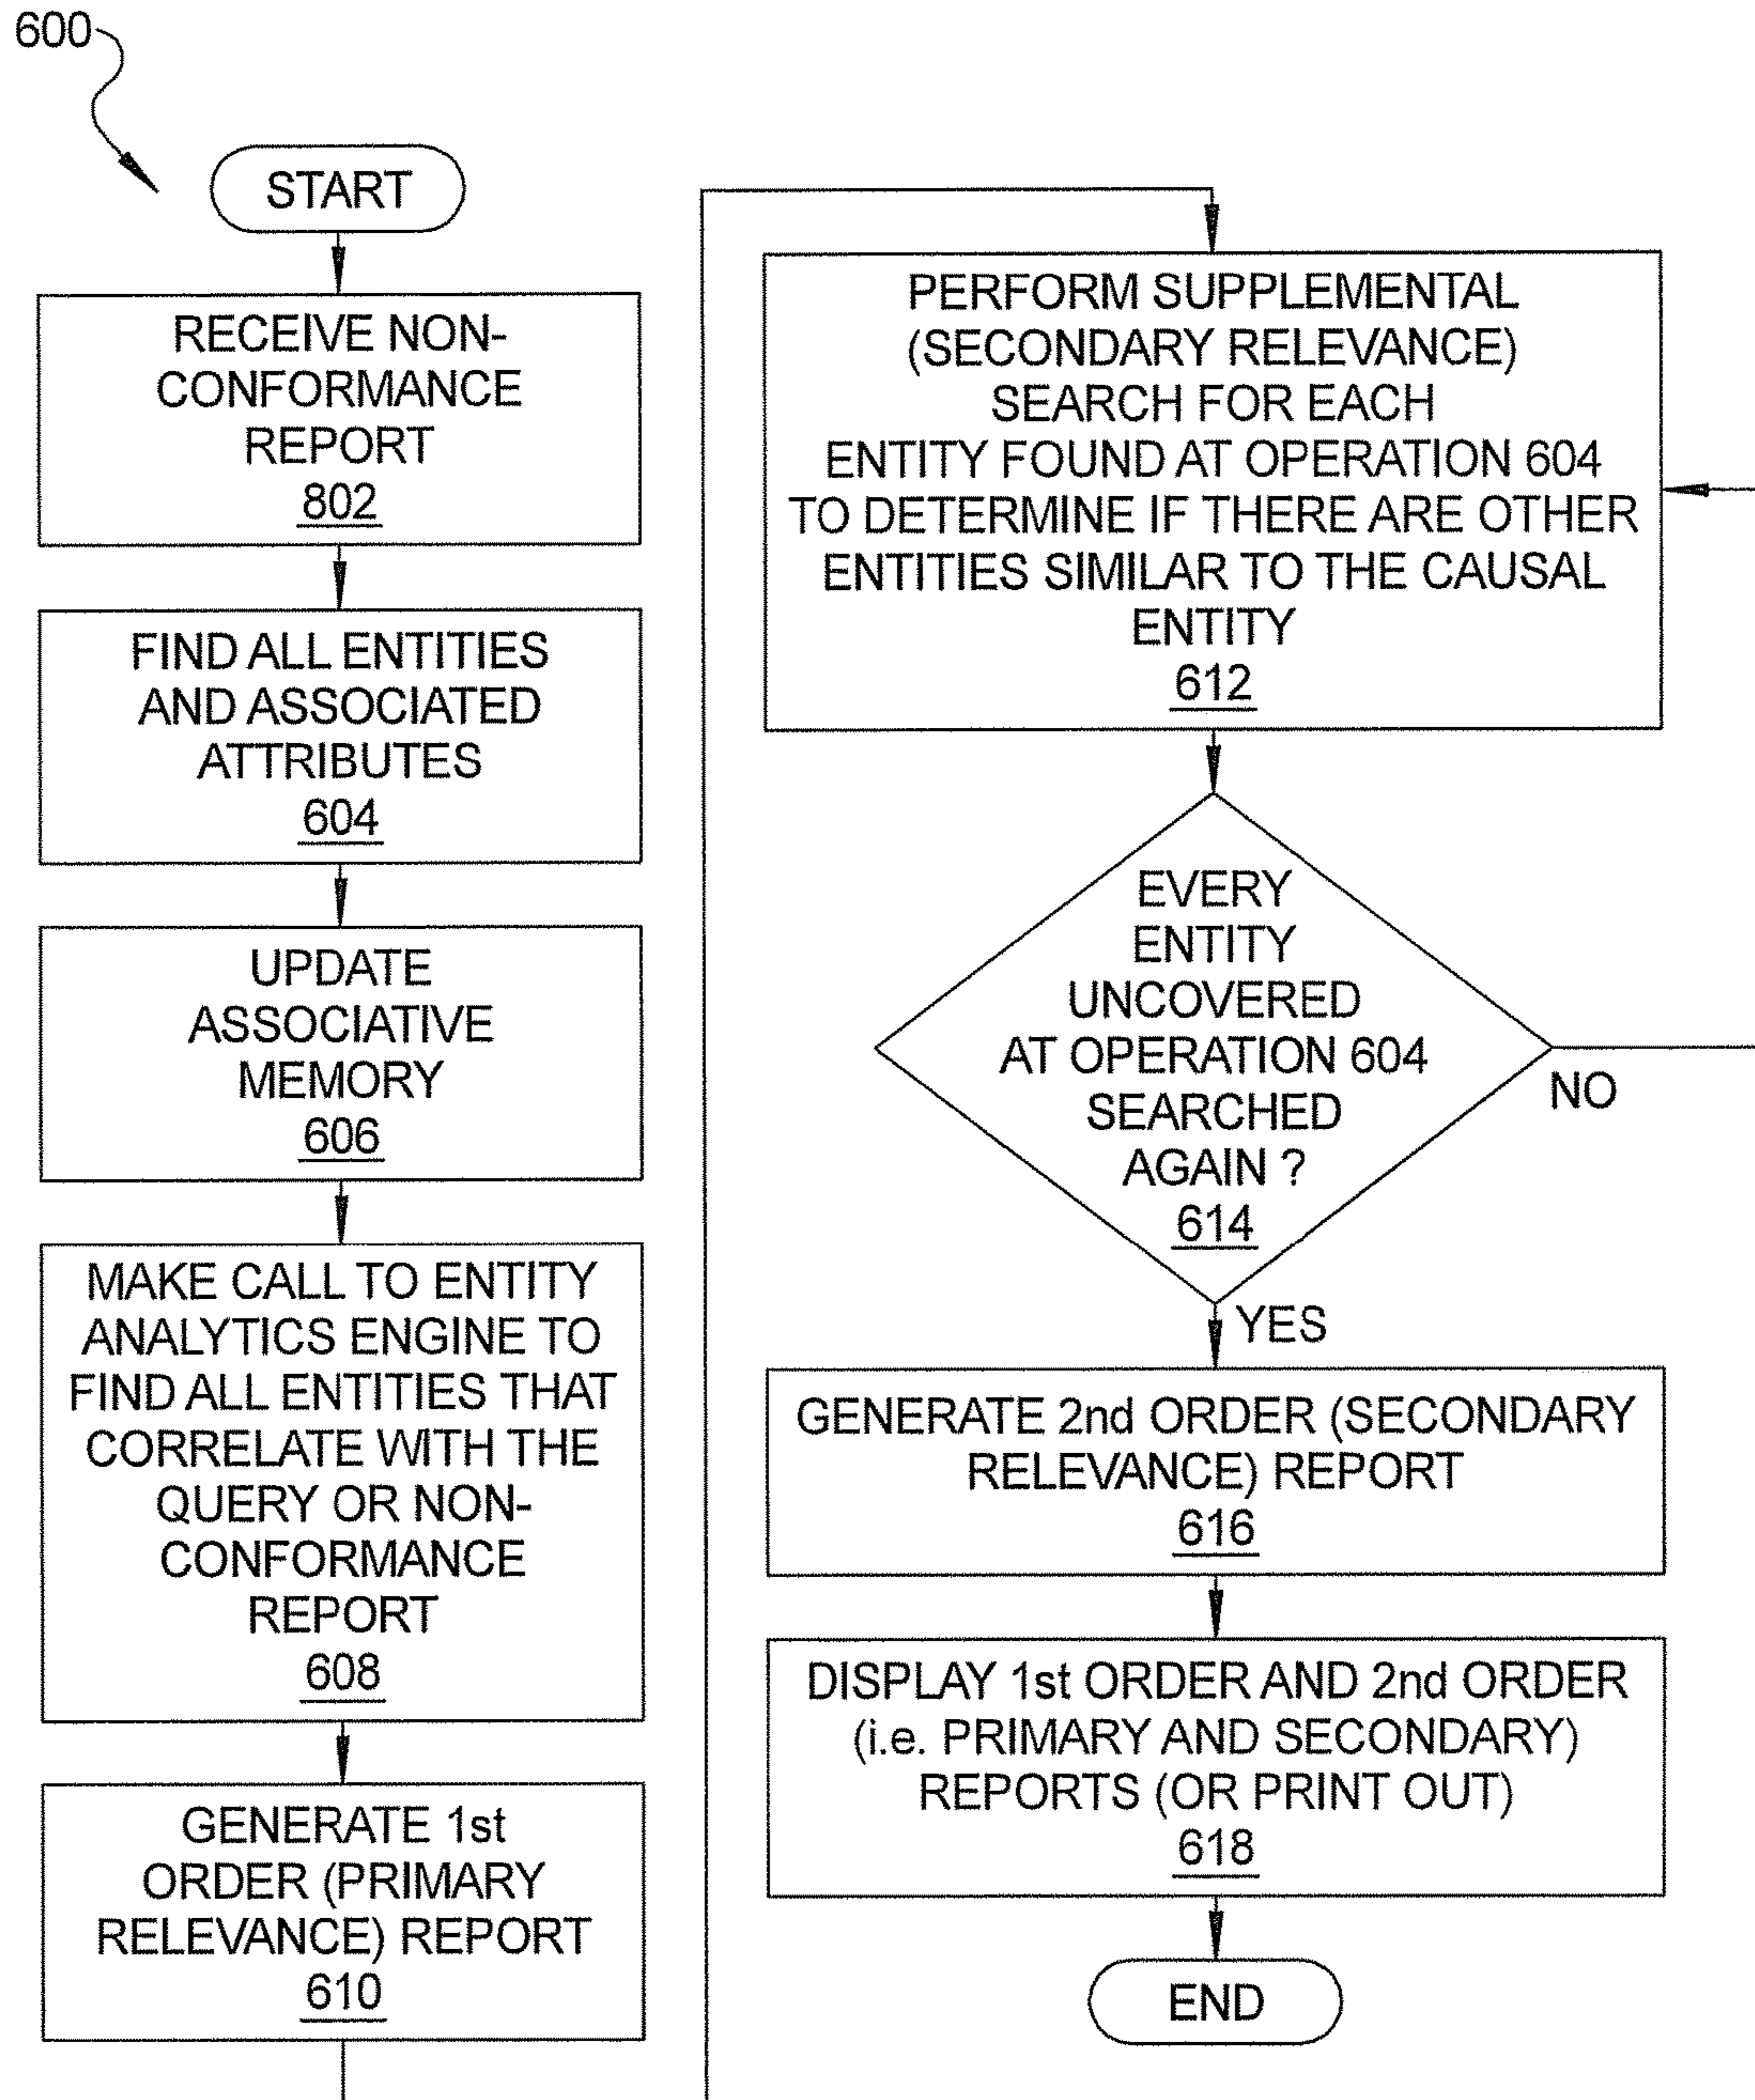 600
START
RECEIVE NON-
CONFORMANCE
REPORT
802
FIND ALL ENTITIES
AND ASSOCIATED
ATTRIBUTES
604
UPDATE
ASSOCIATIVE
MEMORY
606
MAKE CALL TO ENTITY
ANALYTICS ENGINE TO
FIND ALL ENTITIES THAT
CORRELATE WITH THE
QUERY OR NON-
CONFORMANCE
REPORT
608
GENERATE 1st
ORDER (PRIMARY
RELEVANCE) REPORT
610
PERFORM SUPPLEMENTAL
(SECONDARY RELEVANCE)
SEARCH FOR EACH
ENTITY FOUND AT OPERATION 604
TO DETERMINE IF THERE ARE OTHER
ENTITIES SIMILAR TO THE CAUSAL
ENTITY
612
EVERY
ENTITY
UNCOVERED
AT OPERATION 604
SEARCHED
AGAIN ?
614
NO
YES
GENERATE 2nd ORDER (SECONDARY
RELEVANCE) REPORT
616
DISPLAY 1st ORDER AND 2nd ORDER
(i.e. PRIMARY AND SECONDARY)
REPORTS (OR PRINT OUT)
618
END